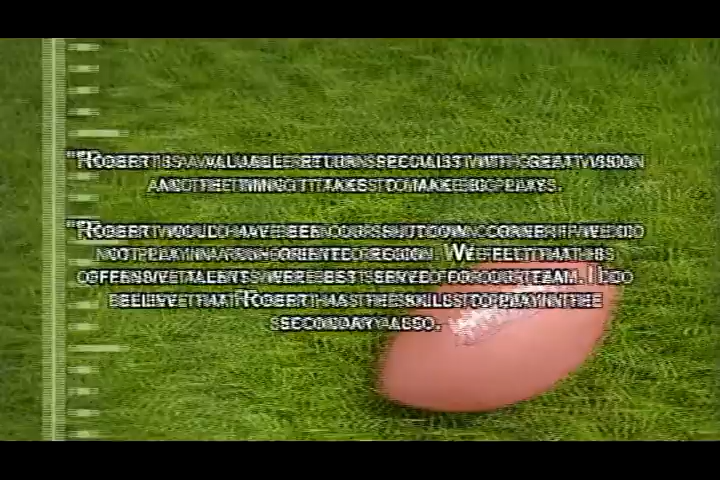 "ROBERT IS A VALUABLE RETURN SPECIALIST WITH GREAT VISION
AND THE TIMING IT TAKES TO MAKE BIG PLAYS.
"ROBERT WOULD HAVE BEEN OUR SHUTDOWN CORNER IF WE DID
NOT PLAY IN A RUN ORIENTED REGION. WE FELT THAT HIS
OFFENSIVE TALENTS WERE BEST SERVED FOR OUR TEAM. I DO
BELIEVE THAT ROBERT HAS THE SKILLS TO PLAY IN THE
SECONDARY ALSO.